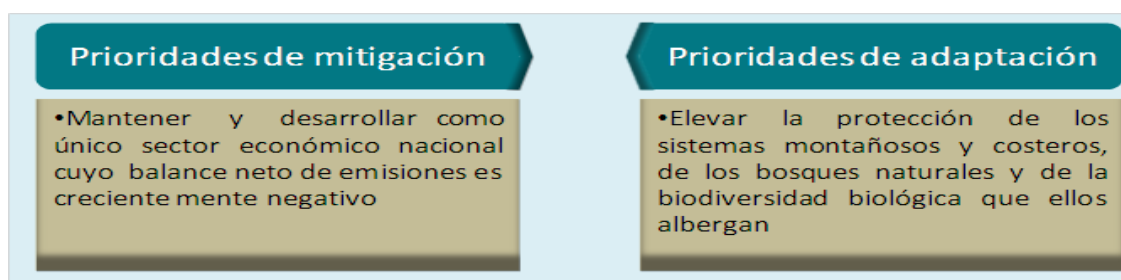 Prioridades de mitigación
•Mantener y desarrollar como
único sector económico nacional
cuyo balance neto de emisiones es
creciente mente negativo
Prioridades de adaptación
•Elevar la protección de los
sistemas montañosos y costeros,
de los bosques naturales y de la
biodiversidad biológica que ellos
albergan